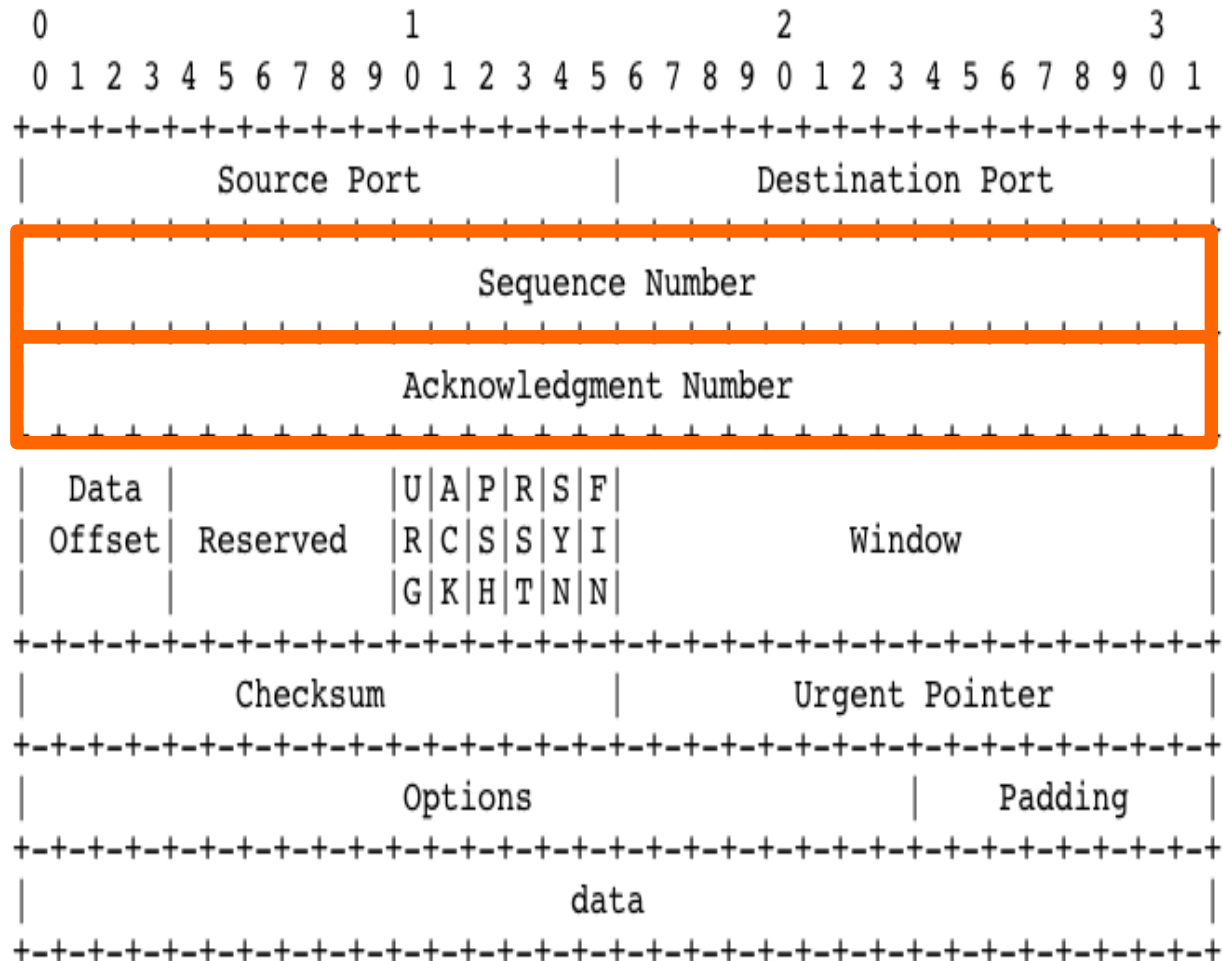 0                   1                   2                   3
0 1 2 3 4 5 6 7 8 9 0 1 2 3 4 5 6 7 8 9 0 1 2 3 4 5 6 7 8 9 0 1
+-+-+-+-+-+-+-+-+-+-+-+-+-+-+-+-+-+-+-+-+-+-+-+-+-+-+-+-+-+-+-+-+
|          Source Port          |       Destination Port        |
Sequence Number
Acknowledgment Number
|  Data |           |U|A|P|R|S|F|                               |
| Offset| Reserved  |R|C|S|S|Y|I|            Window             |
|       |           |G|K|H|T|N|N|                               |
+-+-+-+-+-+-+-+-+-+-+-+-+-+-+-+-+-+-+-+-+-+-+-+-+-+-+-+-+-+-+-+-+
|           Checksum            |         Urgent Pointer        |
+-+-+-+-+-+-+-+-+-+-+-+-+-+-+-+-+-+-+-+-+-+-+-+-+-+-+-+-+-+-+-+-+
|                    Options                    |    Padding    |
+-+-+-+-+-+-+-+-+-+-+-+-+-+-+-+-+-+-+-+-+-+-+-+-+-+-+-+-+-+-+-+-+
|                             data                              |
+-+-+-+-+-+-+-+-+-+-+-+-+-+-+-+-+-+-+-+-+-+-+-+-+-+-+-+-+-+-+-+-+